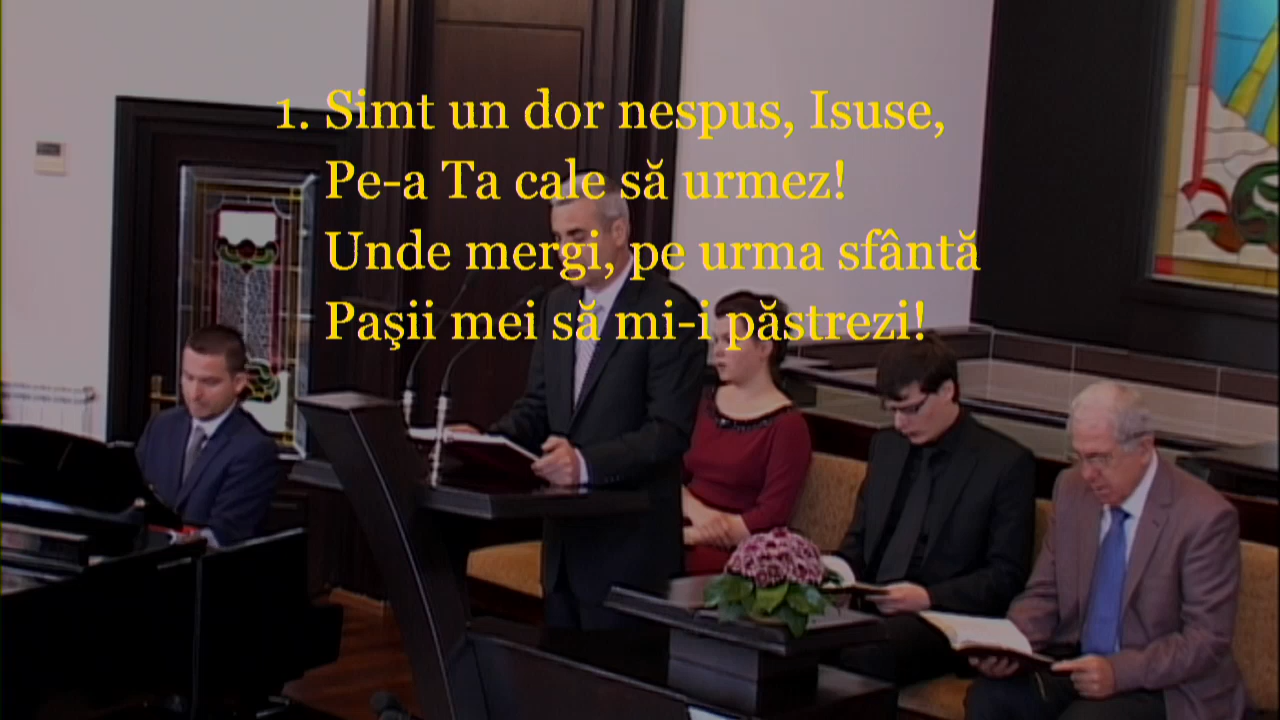 1. Simt un dor nespus, Isuse,
Pe-a Ta cale să urmez!
Unde mergi, pe urma sfântă
Paşii mei să mi-i păstrezi!